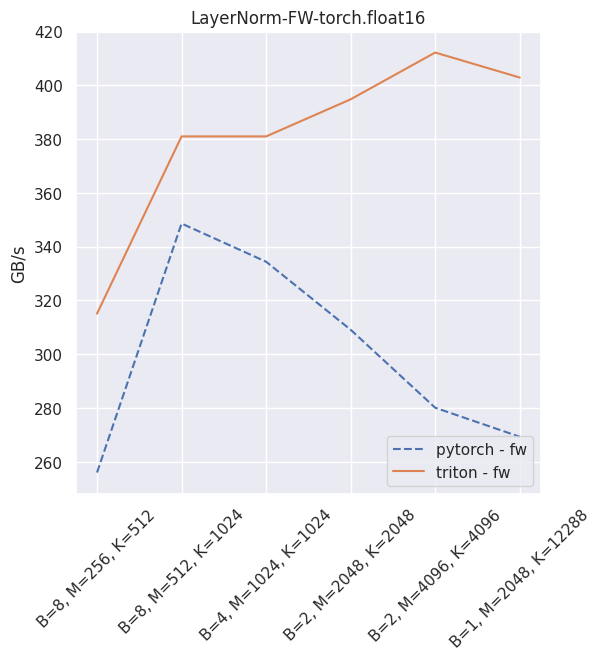 LayerNorm-FW-torch.float16
GB/s
420
400
380
360
340
320
300
280
260
pytorch - fw
triton - fw
B=8, M=256, K=512
B=8, M=512, K=1024
B=4, M=1024, K=1024
B=2, M=2048, K=2048
B=2, M=4096, K=4096
B=1, M=2048, K=12288